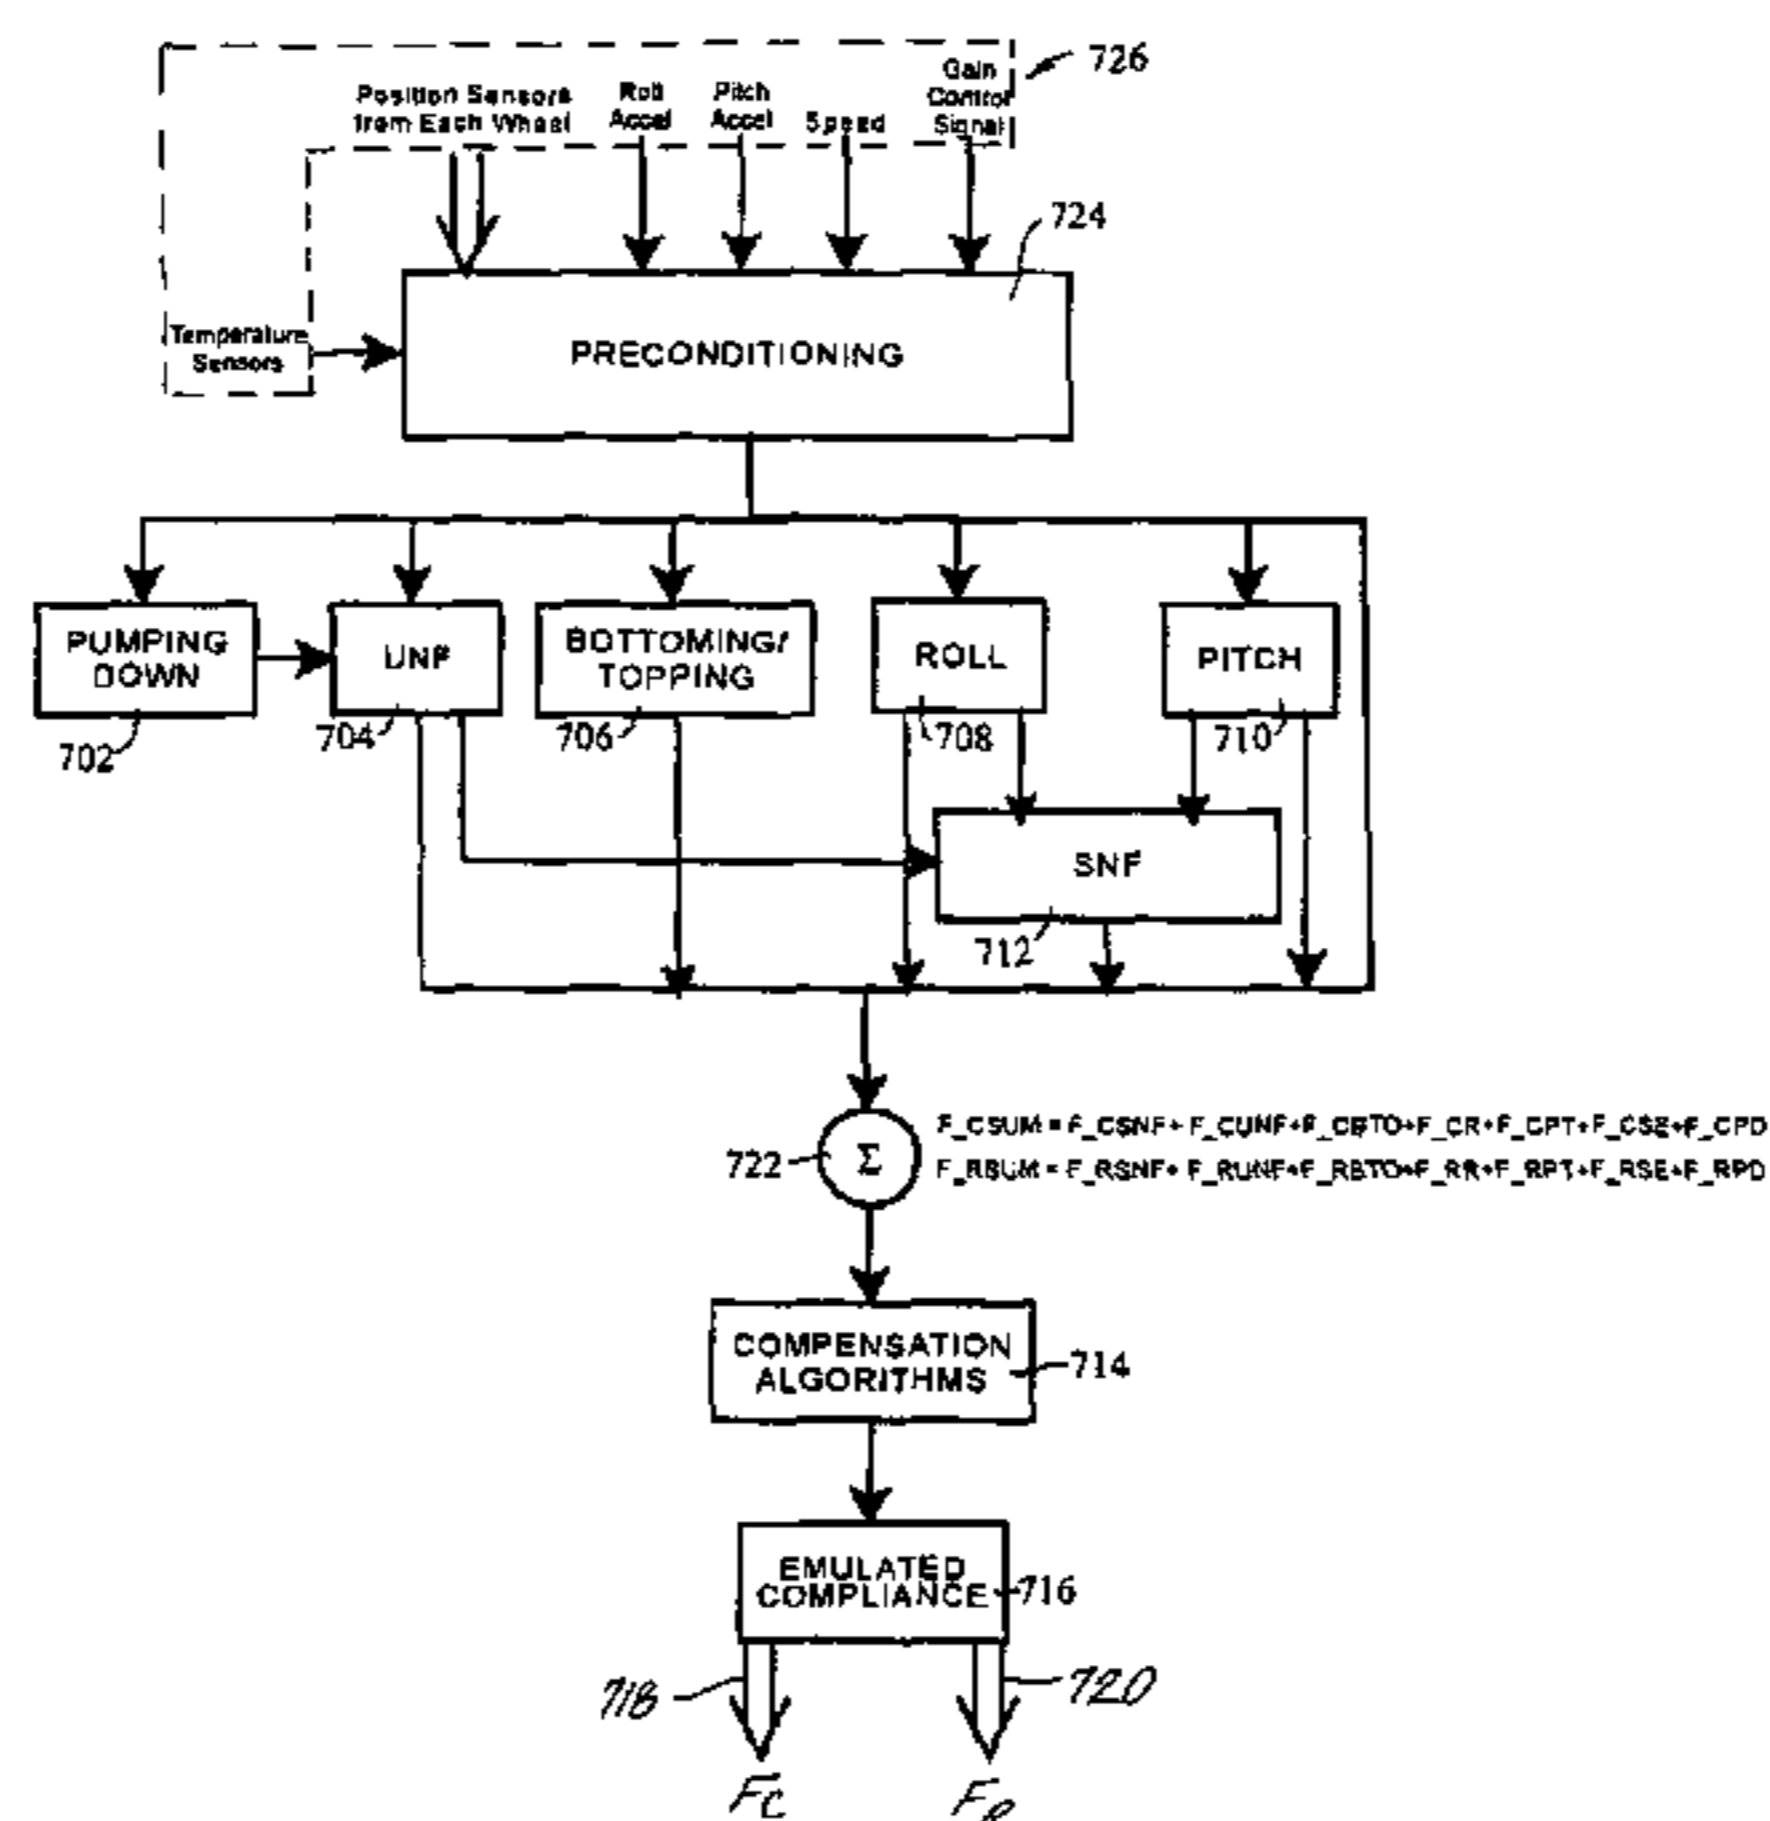 726
Gain
Control
Signal
Position Sensors
from Each Wheel
Roll
Accel
Pitch
Accel
Speed
724
Temperature
Sensors
PRECONDITIONING
PUMPING
DOWN
UNF
BOTTOMING/
TOPPING
ROLL
PITCH
702
704
706
708
710
SNF
712
722
Σ
F_CSUM = F_CSNF+ F_CUNF+F_CBTO+F_CR+F_CPT+F_CSE+F_CPD
F_RSUM = F_RSNF+ F_RUNF+F_RBTO+F_RR+F_RPT+F_RSE+F_RPD
COMPENSATION
ALGORITHMS
714
EMULATED
COMPLIANCE
716
718
720
FC